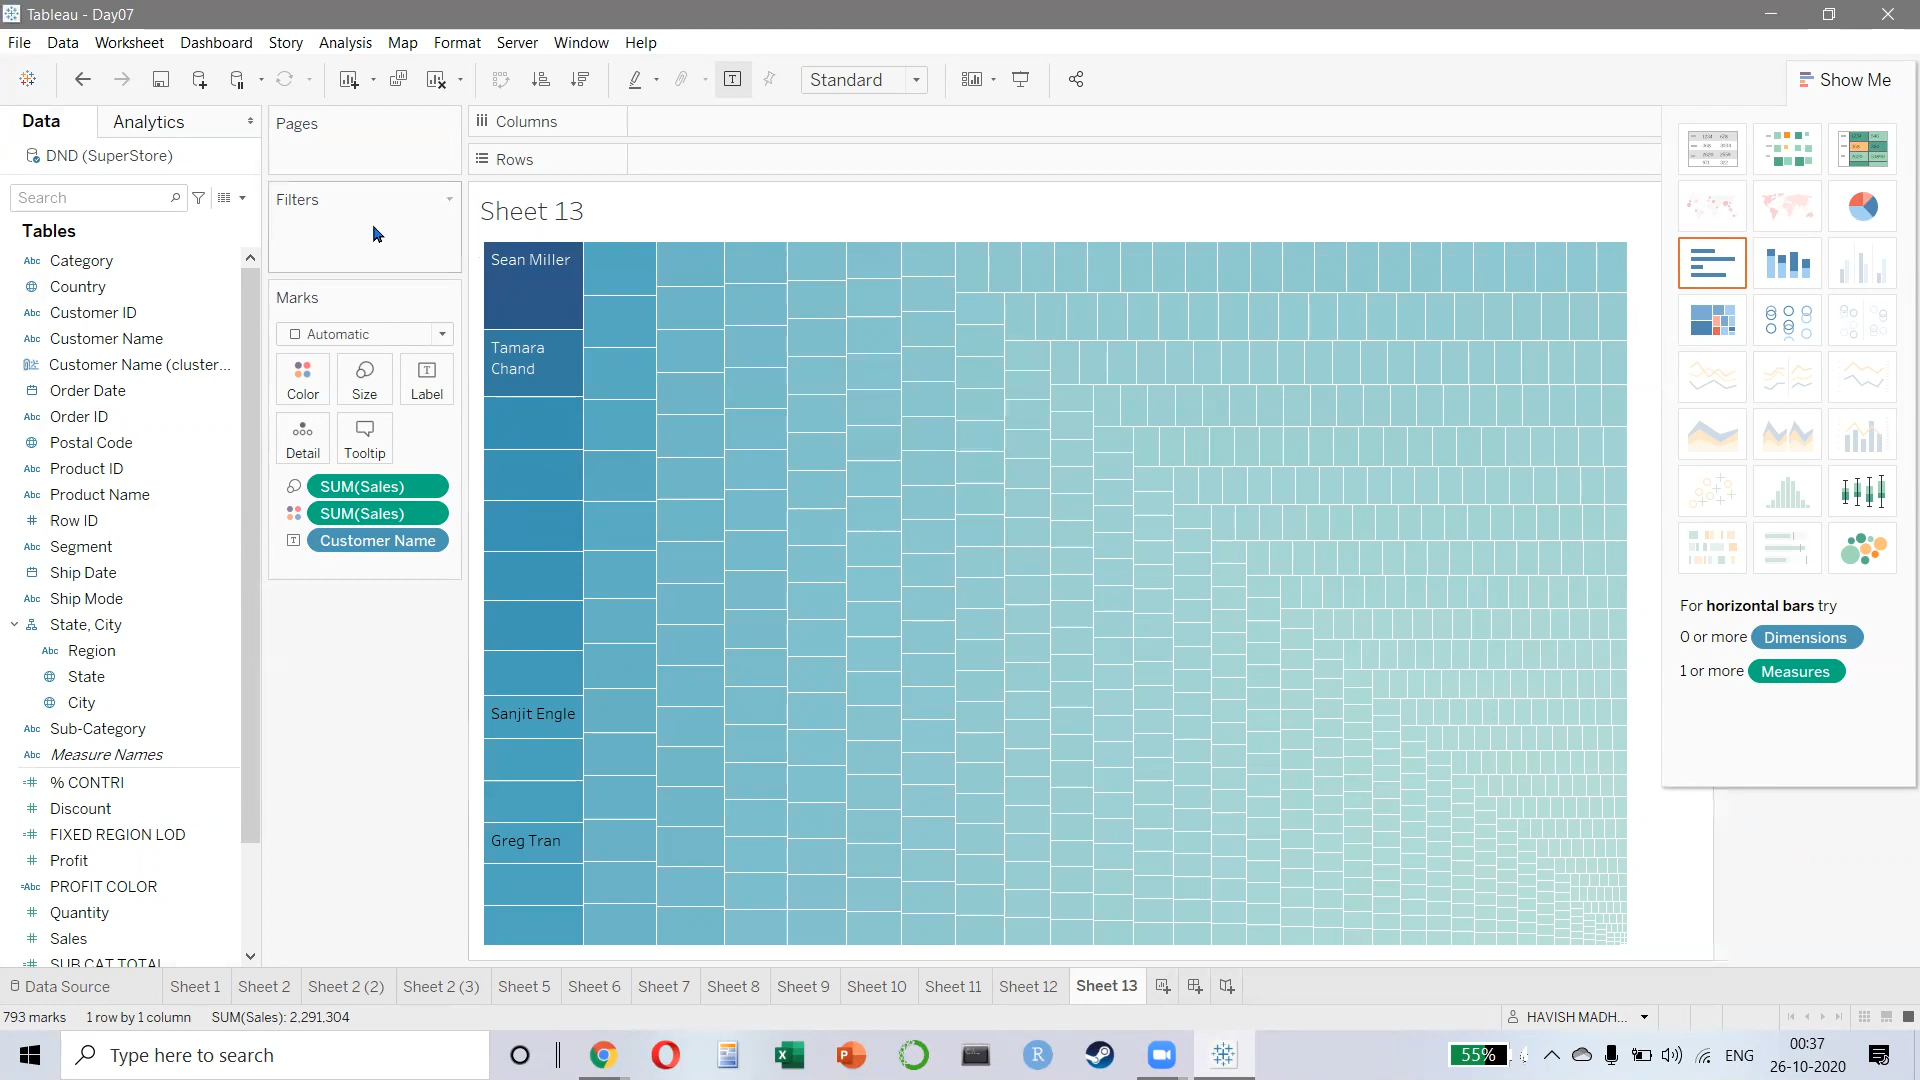 Tableau - Day07
File Data Worksheet Dashboard Story Analysis Map Format Server Window Help
Standard
Show Me
Data Analytics
DND (SuperStore)
Search
Tables
Category
Country
Customer ID
Customer Name
Customer Name (cluster...
Order Date
Order ID
Postal Code
Product ID
Product Name
Row ID
Segment
Ship Date
Ship Mode
State, City
Region
State
City
Sub-Category
Measure Names
% CONTRI
Discount
FIXED REGION LOD
Profit
PROFIT COLOR
Quantity
Sales
SUB CAT TOTAL
Pages
Filters
Marks
Automatic
Color Size Label
Detail Tooltip
SUM(Sales)
SUM(Sales)
Customer Name
Columns
Rows
Sheet 13
Sean Miller
Tamara
Chand
Sanjit Engle
Greg Tran
For horizontal bars try
0 or more Dimensions
1 or more Measures
Data Source Sheet 1 Sheet 2 Sheet 2 (2) Sheet 2 (3) Sheet 5 Sheet 6 Sheet 7 Sheet 8 Sheet 9 Sheet 10 Sheet 11 Sheet 12 Sheet 13
793 marks 1 row by 1 column SUM(Sales): 2,291,304
HAVISH MADH...
Type here to search
55%
ENG
00:37
26-10-2020